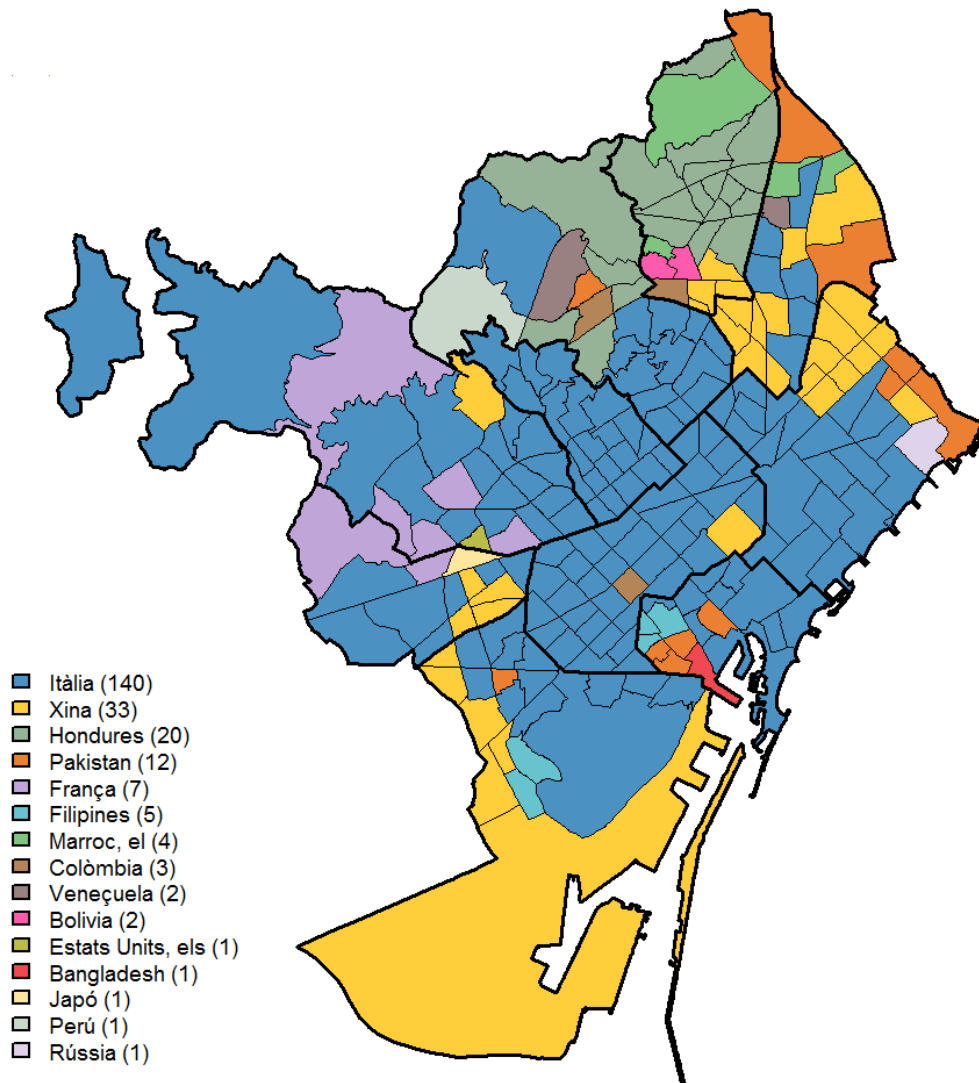 Itàlia (140)
Xina (33)
Hondures (20)
Pakistan (12)
França (7)
Filipines (5)
Marroc, el (4)
Colòmbia (3)
Veneçuela (2)
Bolivia (2)
Estats Units, els (1)
Bangladesh (1)
Japó (1)
Perú (1)
Rússia (1)